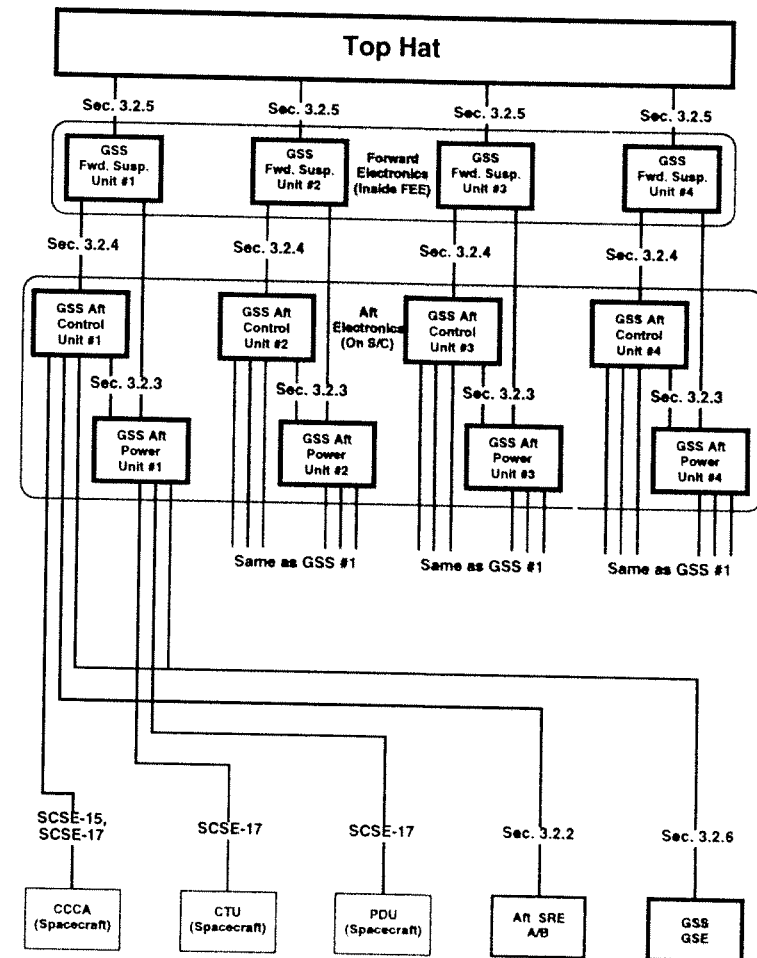 Top Hat
Sec. 3.2.5
Sec. 3.2.5
Sec. 3.2.5
Sec. 3.2.5
GSS
Fwd. Susp.
Unit #1
GSS
Fwd. Susp.
Unit #2
Forward
Electronics
(Inside FEE)
GSS
Fwd. Susp.
Unit #3
GSS
Fwd. Susp.
Unit #4
Sec. 3.2.4
Sec. 3.2.4
Sec. 3.2.4
Sec. 3.2.4
GSS Aft
Control
Unit #1
GSS Aft
Control
Unit #2
Aft
Electronics
(On S/C)
GSS Aft
Control
Unit #3
GSS Aft
Control
Unit #4
Sec. 3.2.3
Sec. 3.2.3
Sec. 3.2.3
Sec. 3.2.3
GSS Aft
Power
Unit #1
GSS Aft
Power
Unit #2
GSS Aft
Power
Unit #3
GSS Aft
Power
Unit #4
Same as GSS #1
Same as GSS #1
Same as GSS #1
SCSE-15,
SCSE-17
SCSE-17
SCSE-17
Sec. 3.2.2
Sec. 3.2.6
CCCA
(Spacecraft)
CTU
(Spacecraft)
PDU
(Spacecraft)
Aft SRE
A/B
GSS
GSE